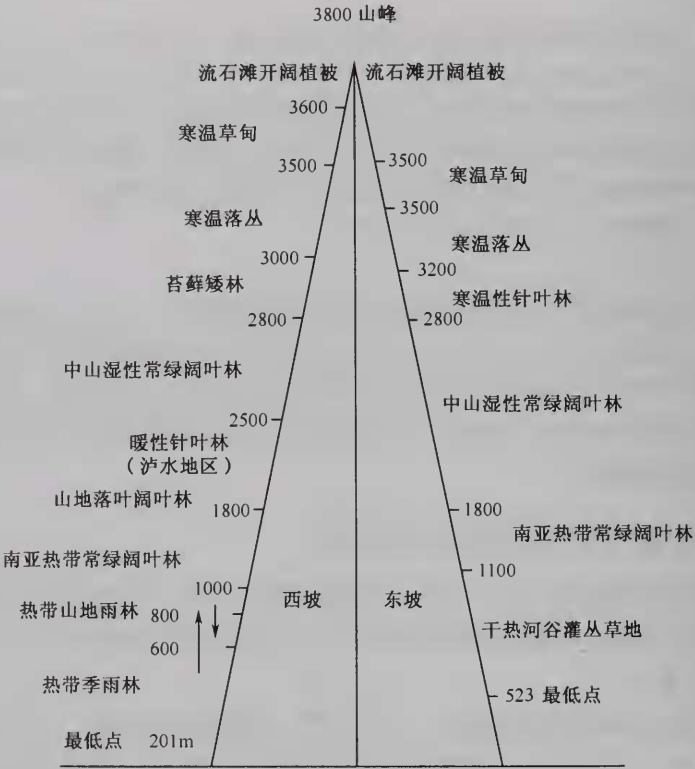 3800 山峰
流石滩开阔植被 流石滩开阔植被
3600
寒温草甸
3500 3500
寒温草甸
3500
寒温落丛
寒温落丛
3000
3200
苔藓矮林
寒温性针叶林
2800 2800
中山湿性常绿阔叶林
中山湿性常绿阔叶林
2500
暖性针叶林
(泸水地区)
山地落叶阔叶林
1800 1800
南亚热带常绿阔叶林
南亚热带常绿阔叶林
1100
1000
西坡 东坡
热带山地雨林 800
干热河谷灌丛草地
600
热带季雨林
523 最低点
最低点 201m